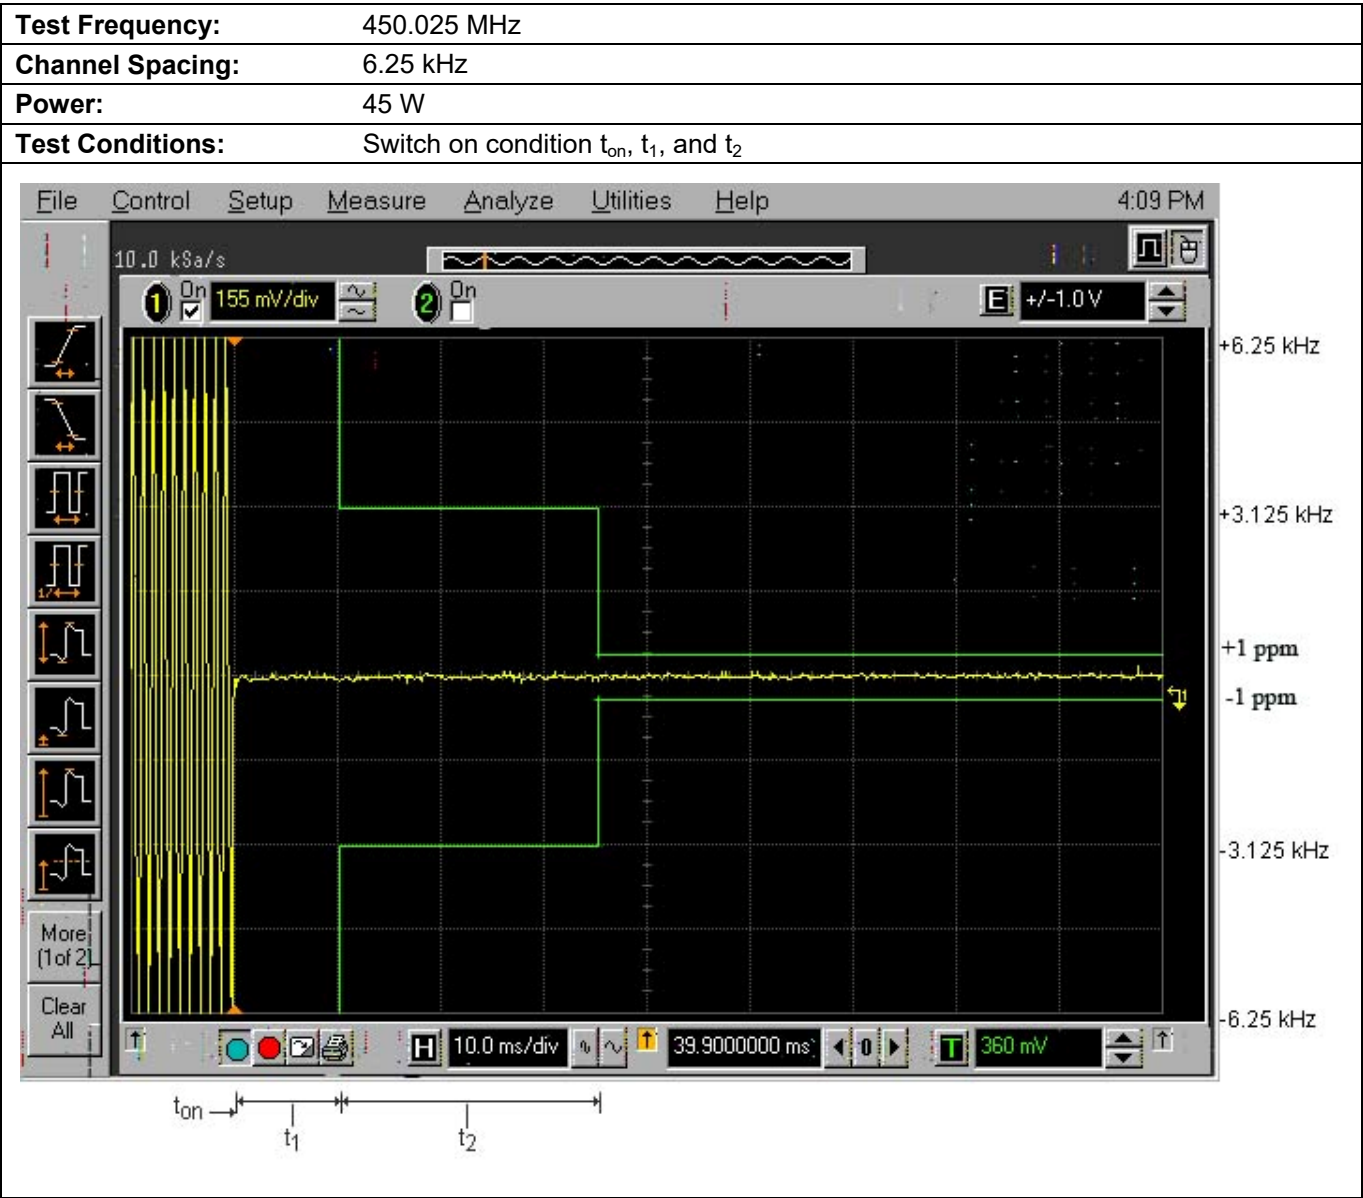 Test Frequency: 450.025 MHz
Channel Spacing: 6.25 kHz
Power: 45 W
Test Conditions: Switch on condition ton, t1, and t2
File Control Setup Measure Analyze Utilities Help 4:09 PM
10.0 kSa/s
1 On 155 mV/div 2 On E +/-1.0 V
+6.25 kHz
+3.125 kHz
+1 ppm
-1 ppm
-3.125 kHz
-6.25 kHz
1/
More
(1of 2)
Clear
All
H 10.0 ms/div 39.9000000 ms 0 T 360 mV
ton
t1 t2